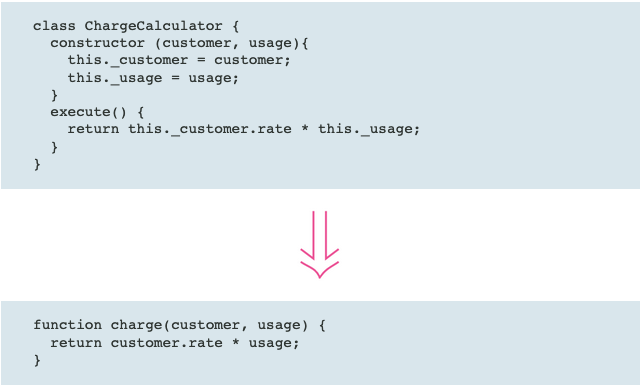 class ChargeCalculator {
  constructor (customer, usage){
    this._customer = customer;
    this._usage = usage;
  }
  execute() {
    return this._customer.rate * this._usage;
  }
}
function charge(customer, usage) {
  return customer.rate * usage;
}